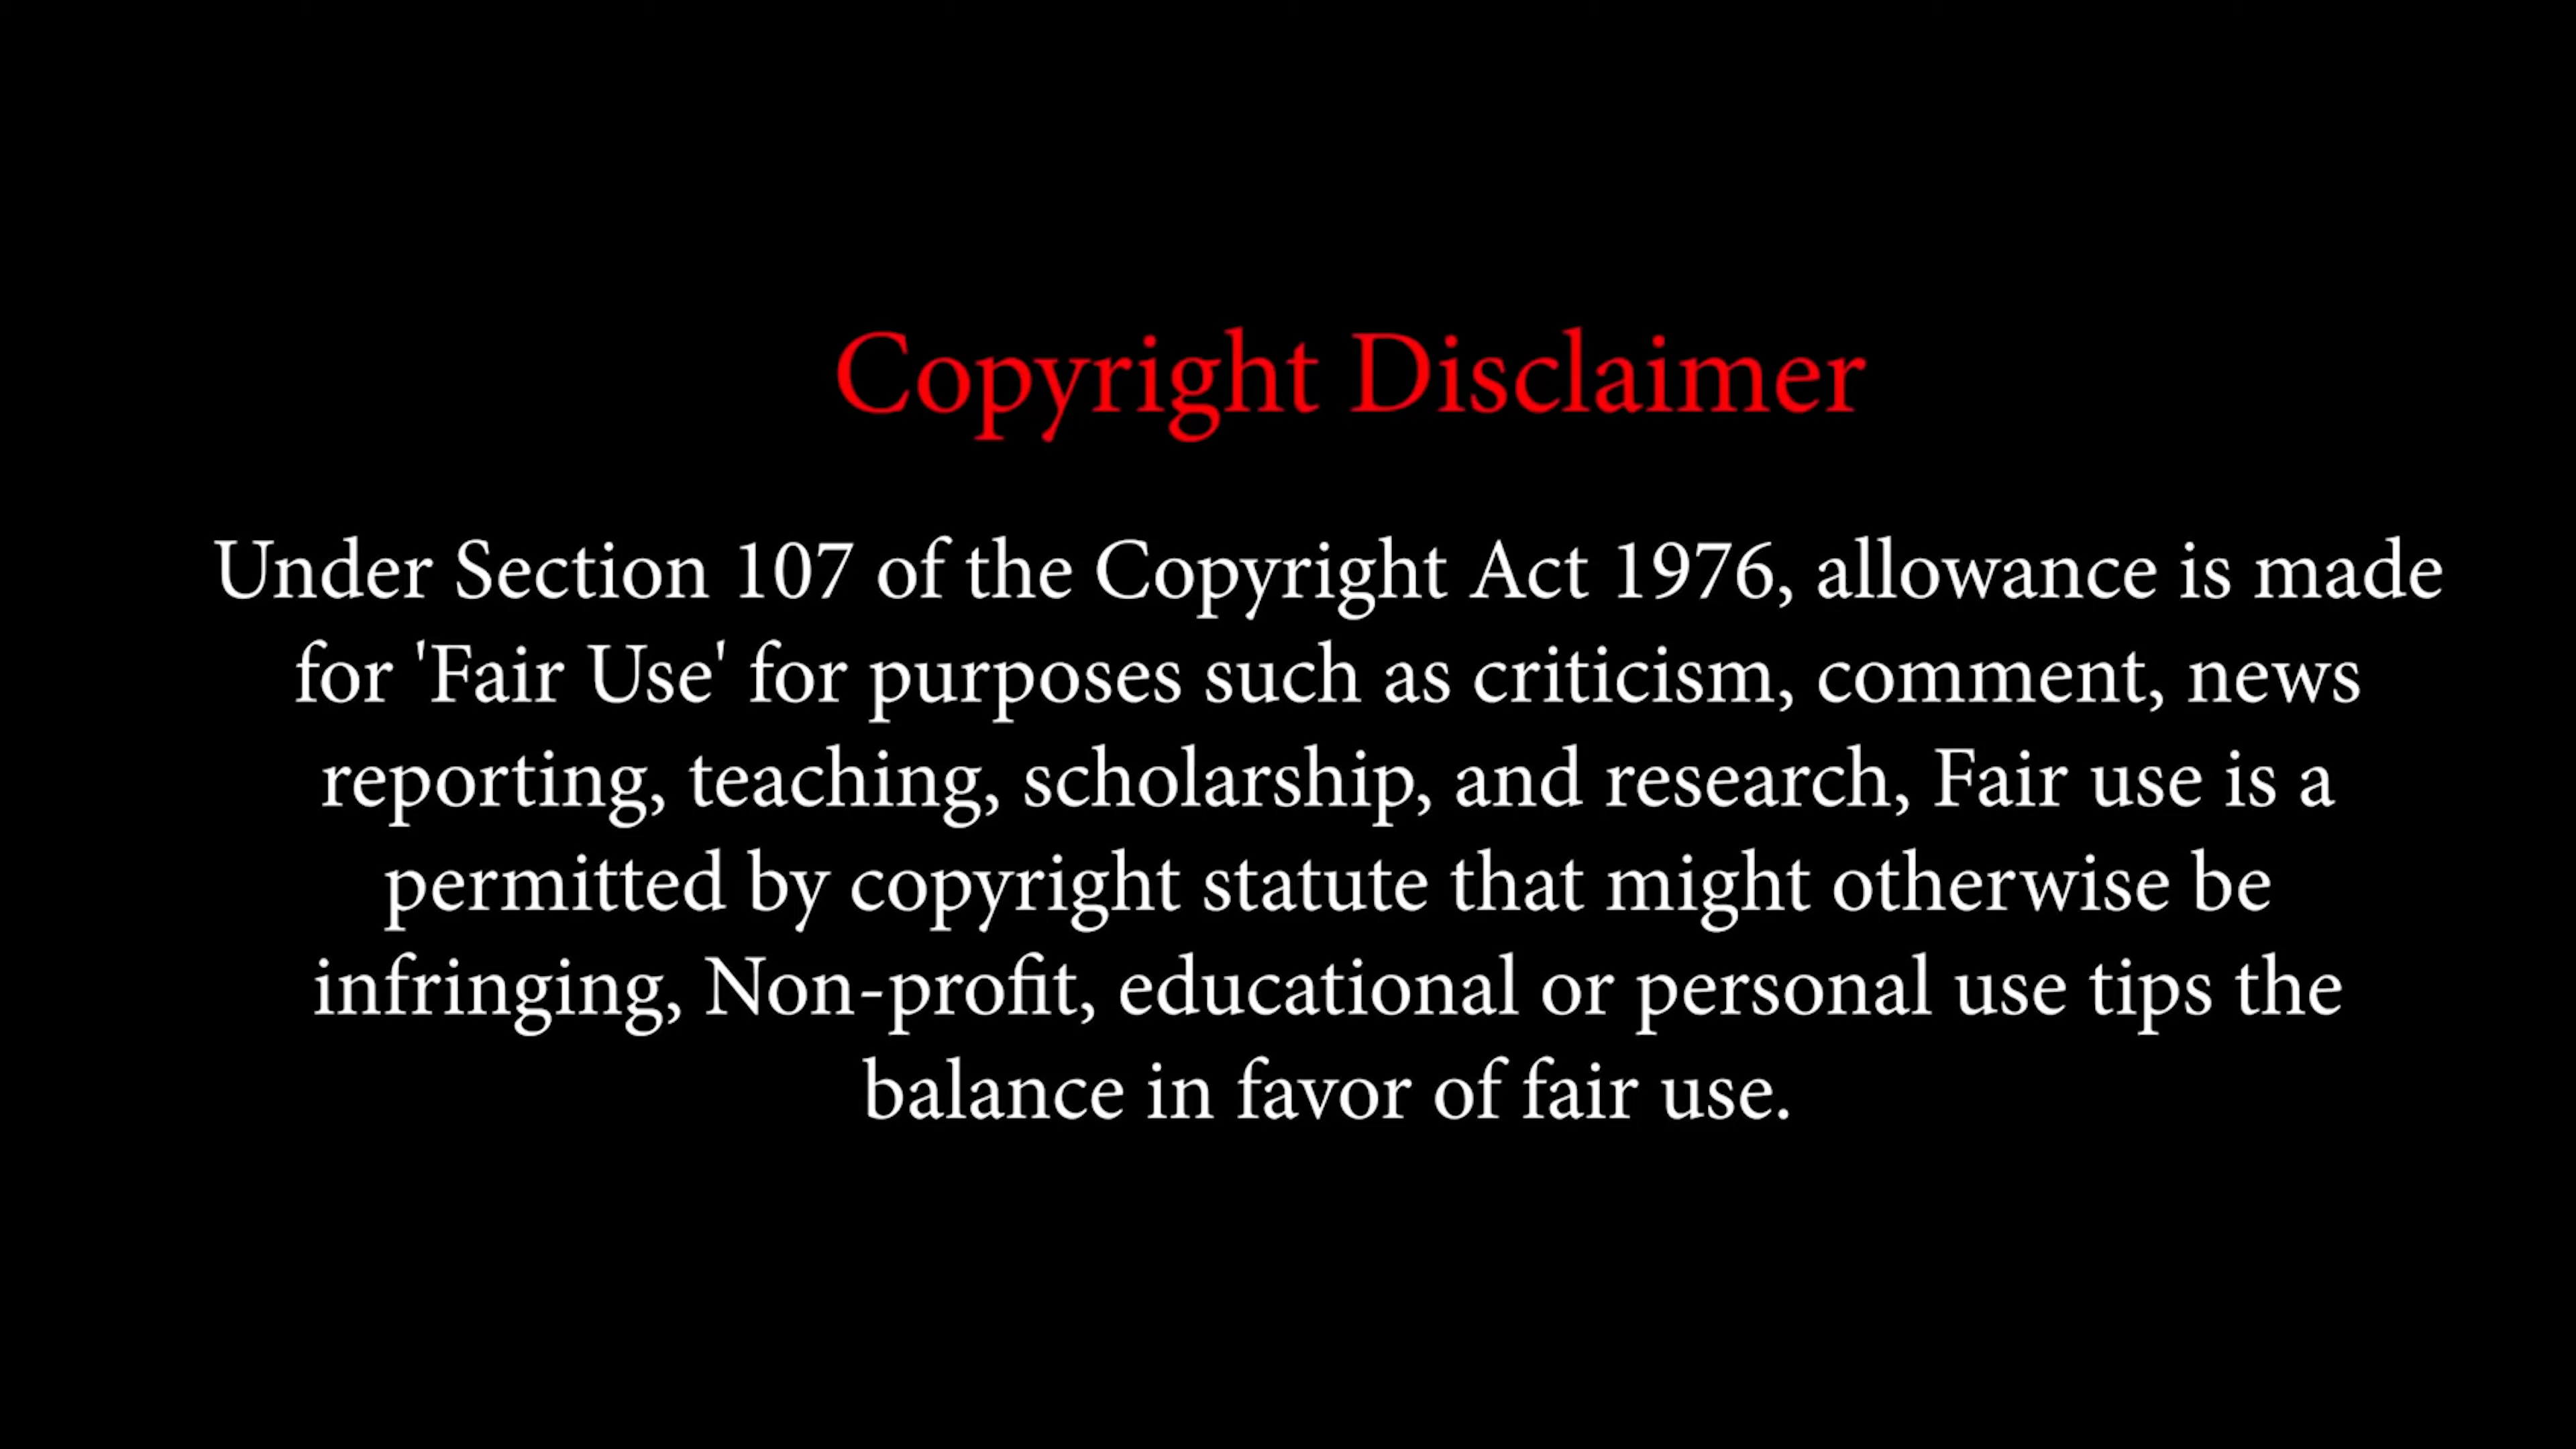 Copyright Disclaimer
Under Section 107 of the Copyright Act 1976, allowance is made
for 'Fair Use' for purposes such as criticism, comment, news
reporting, teaching, scholarship, and research, Fair use is a
permitted by copyright statute that might otherwise be
infringing, Non-profit, educational or personal use tips the
balance in favor of fair use.